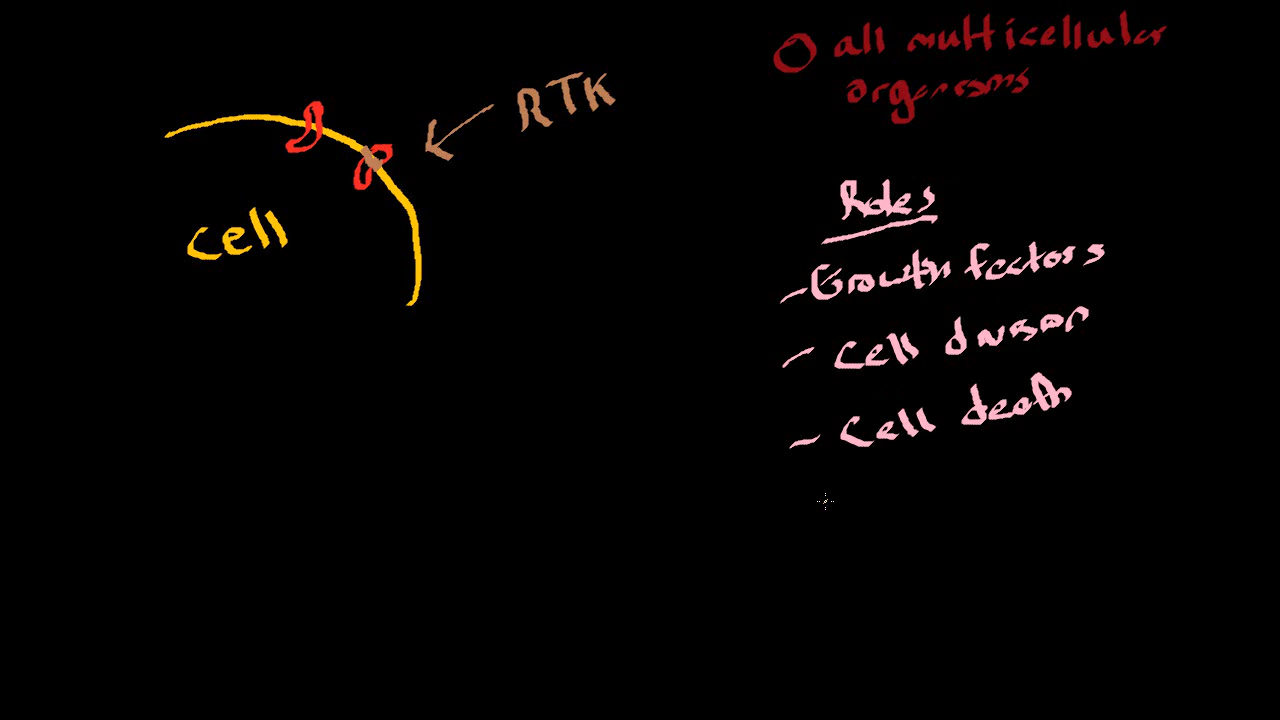 all multicellular
organisms
RTK
Cell
Roles
- Growth factors
- Cell division
- Cell death